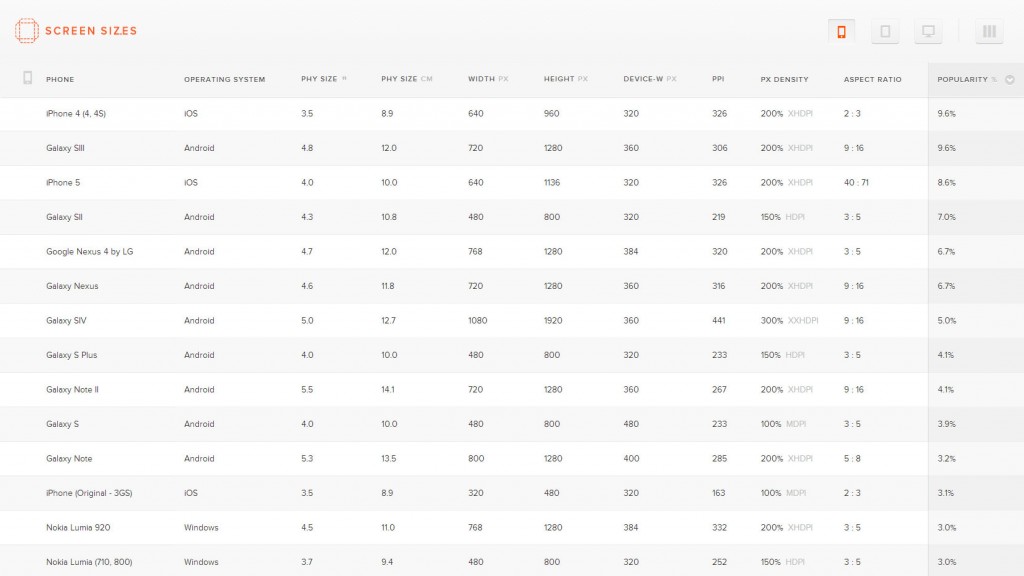 SCREEN SIZ.ES
PHONE OPERATING SYSTEM PHY SIZE " PHY SIZE CM WIDTH PX HEIGHT PX DEVICE-W PX PPI PX DENSITY ASPECT RATIO POPULARITY %
iPhone 4 (4, 4S) iOS 3.5 8.9 640 960 320 326 200% XHDPI 2 : 3 9.6%
Galaxy SIII Android 4.8 12.0 720 1280 360 306 200% XHDPI 9 : 16 9.6%
iPhone 5 iOS 4.0 10.0 640 1136 320 326 200% XHDPI 40 : 71 8.6%
Galaxy SII Android 4.3 10.8 480 800 320 219 150% HDPI 3 : 5 7.0%
Google Nexus 4 by LG Android 4.7 12.0 768 1280 384 320 200% XHDPI 3 : 5 6.7%
Galaxy Nexus Android 4.6 11.8 720 1280 360 316 200% XHDPI 9 : 16 6.7%
Galaxy SIV Android 5.0 12.7 1080 1920 360 441 300% XXHDPI 9 : 16 5.0%
Galaxy S Plus Android 4.0 10.0 480 800 320 233 150% HDPI 3 : 5 4.1%
Galaxy Note II Android 5.5 14.1 720 1280 360 267 200% XHDPI 9 : 16 4.1%
Galaxy S Android 4.0 10.0 480 800 480 233 100% MDPI 3 : 5 3.9%
Galaxy Note Android 5.3 13.5 800 1280 400 285 200% XHDPI 5 : 8 3.2%
iPhone (Original - 3GS) iOS 3.5 8.9 320 480 320 163 100% MDPI 2 : 3 3.1%
Nokia Lumia 920 Windows 4.5 11.0 768 1280 384 332 200% XHDPI 3 : 5 3.0%
Nokia Lumia (710, 800) Windows 3.7 9.4 480 800 320 252 150% HDPI 3 : 5 3.0%